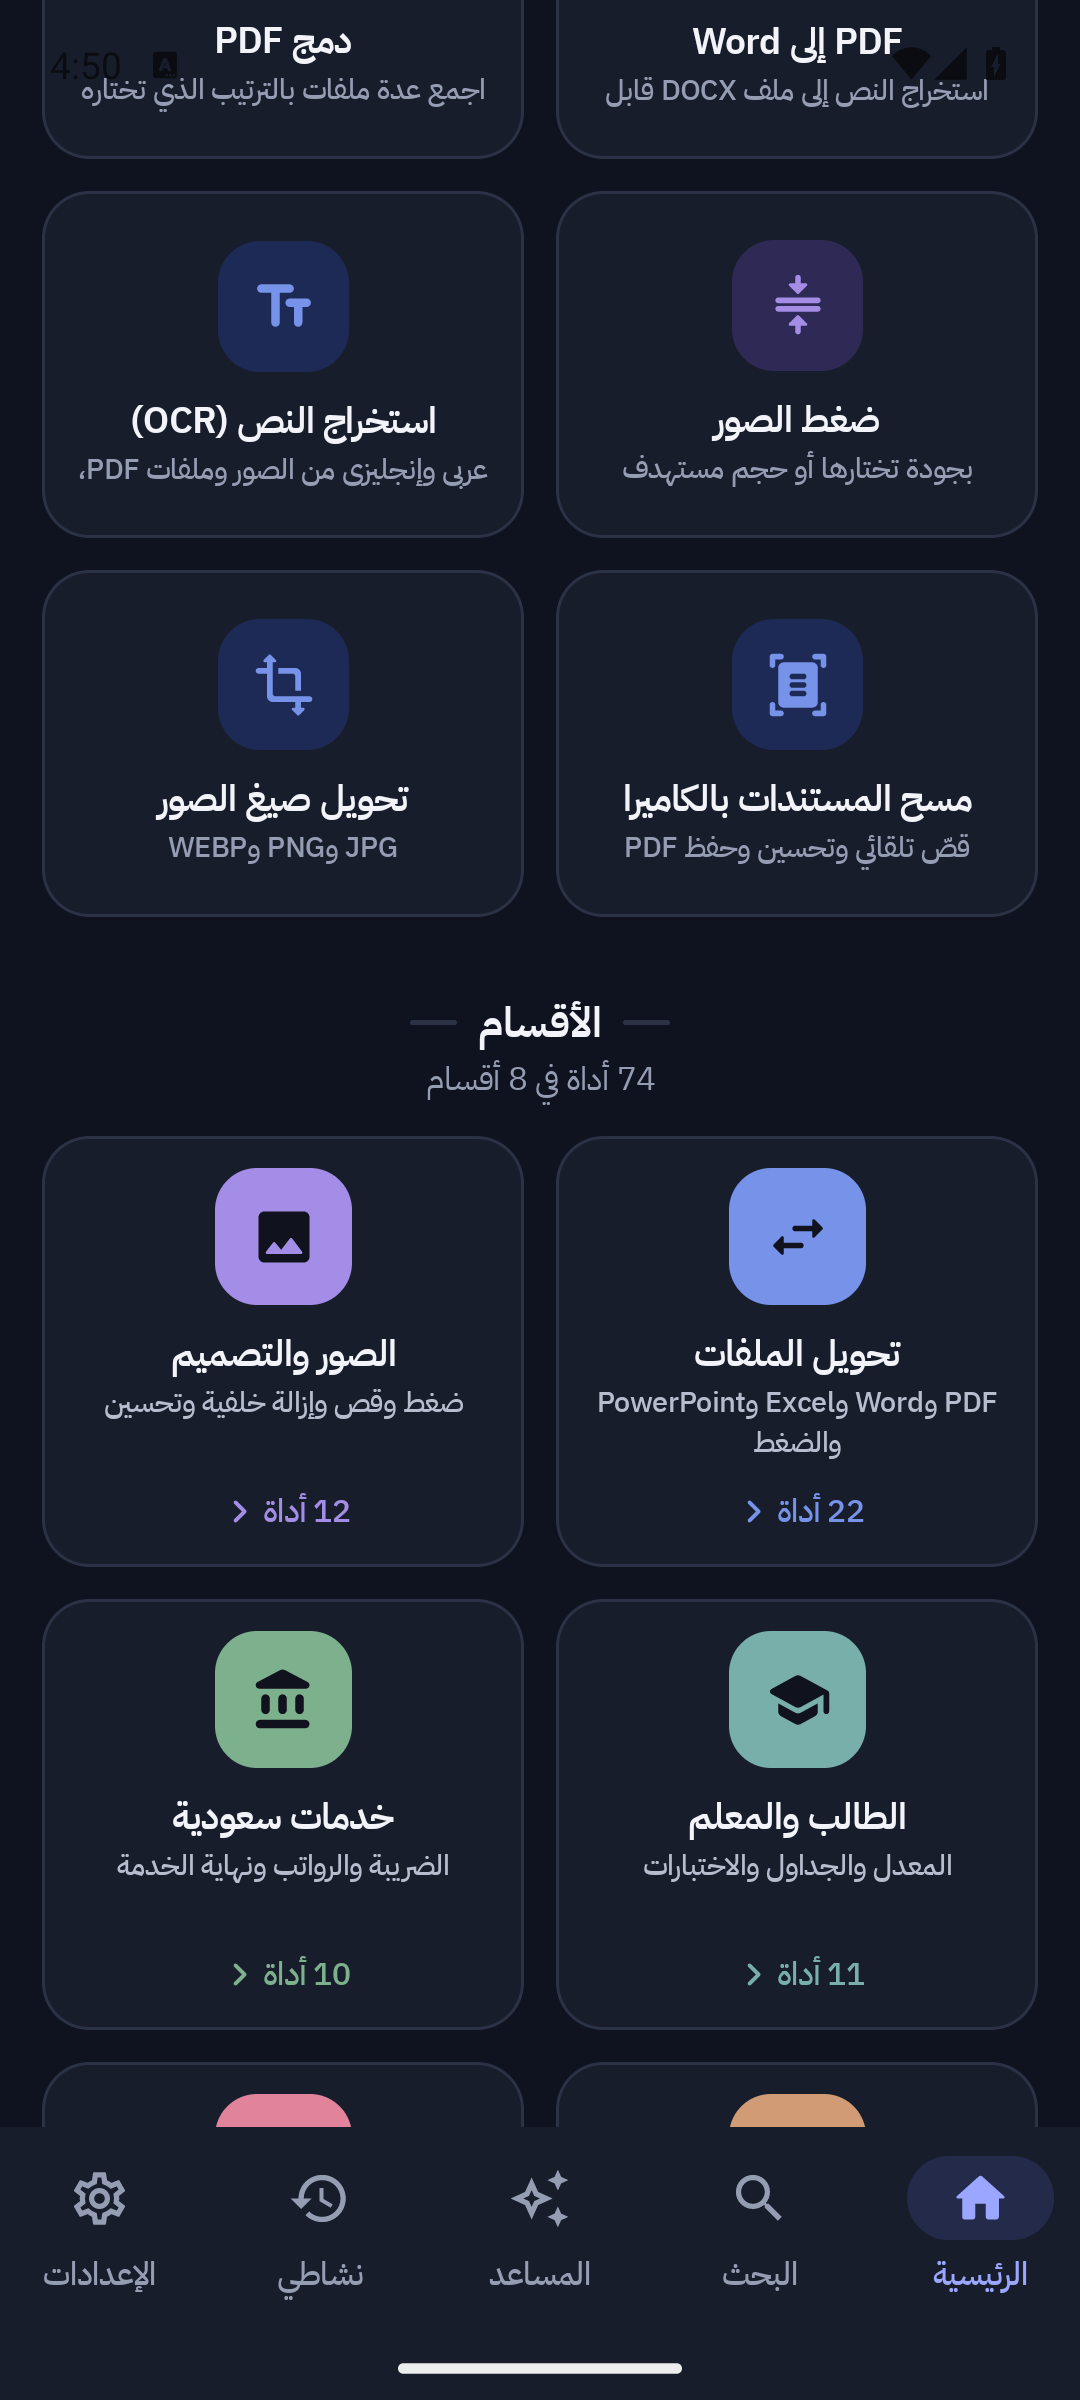 4:50
PDF إلى Word
دمج PDF
استخراج النص إلى ملف DOCX قابل
اجمع عدة ملفات بالترتيب الذي تختاره
ضغط الصور
بجودة تختارها أو حجم مستهدف
استخراج النص (OCR)
عربي وإنجليزي من الصور وملفات PDF،
مسح المستندات بالكاميرا
قصّ تلقائي وتحسين وحفظ PDF
تحويل صيغ الصور
JPG وPNG وWEBP
الأقسام
74 أداة في 8 أقسام
تحويل الملفات
PDF وWord وExcel وPowerPoint
والضغط
22 أداة
الصور والتصميم
ضغط وقص وإزالة خلفية وتحسين
12 أداة
الطالب والمعلم
المعدل والجداول والاختبارات
11 أداة
خدمات سعودية
الضريبة والرواتب ونهاية الخدمة
10 أداة
الرئيسية
البحث
المساعد
نشاطي
الإعدادات